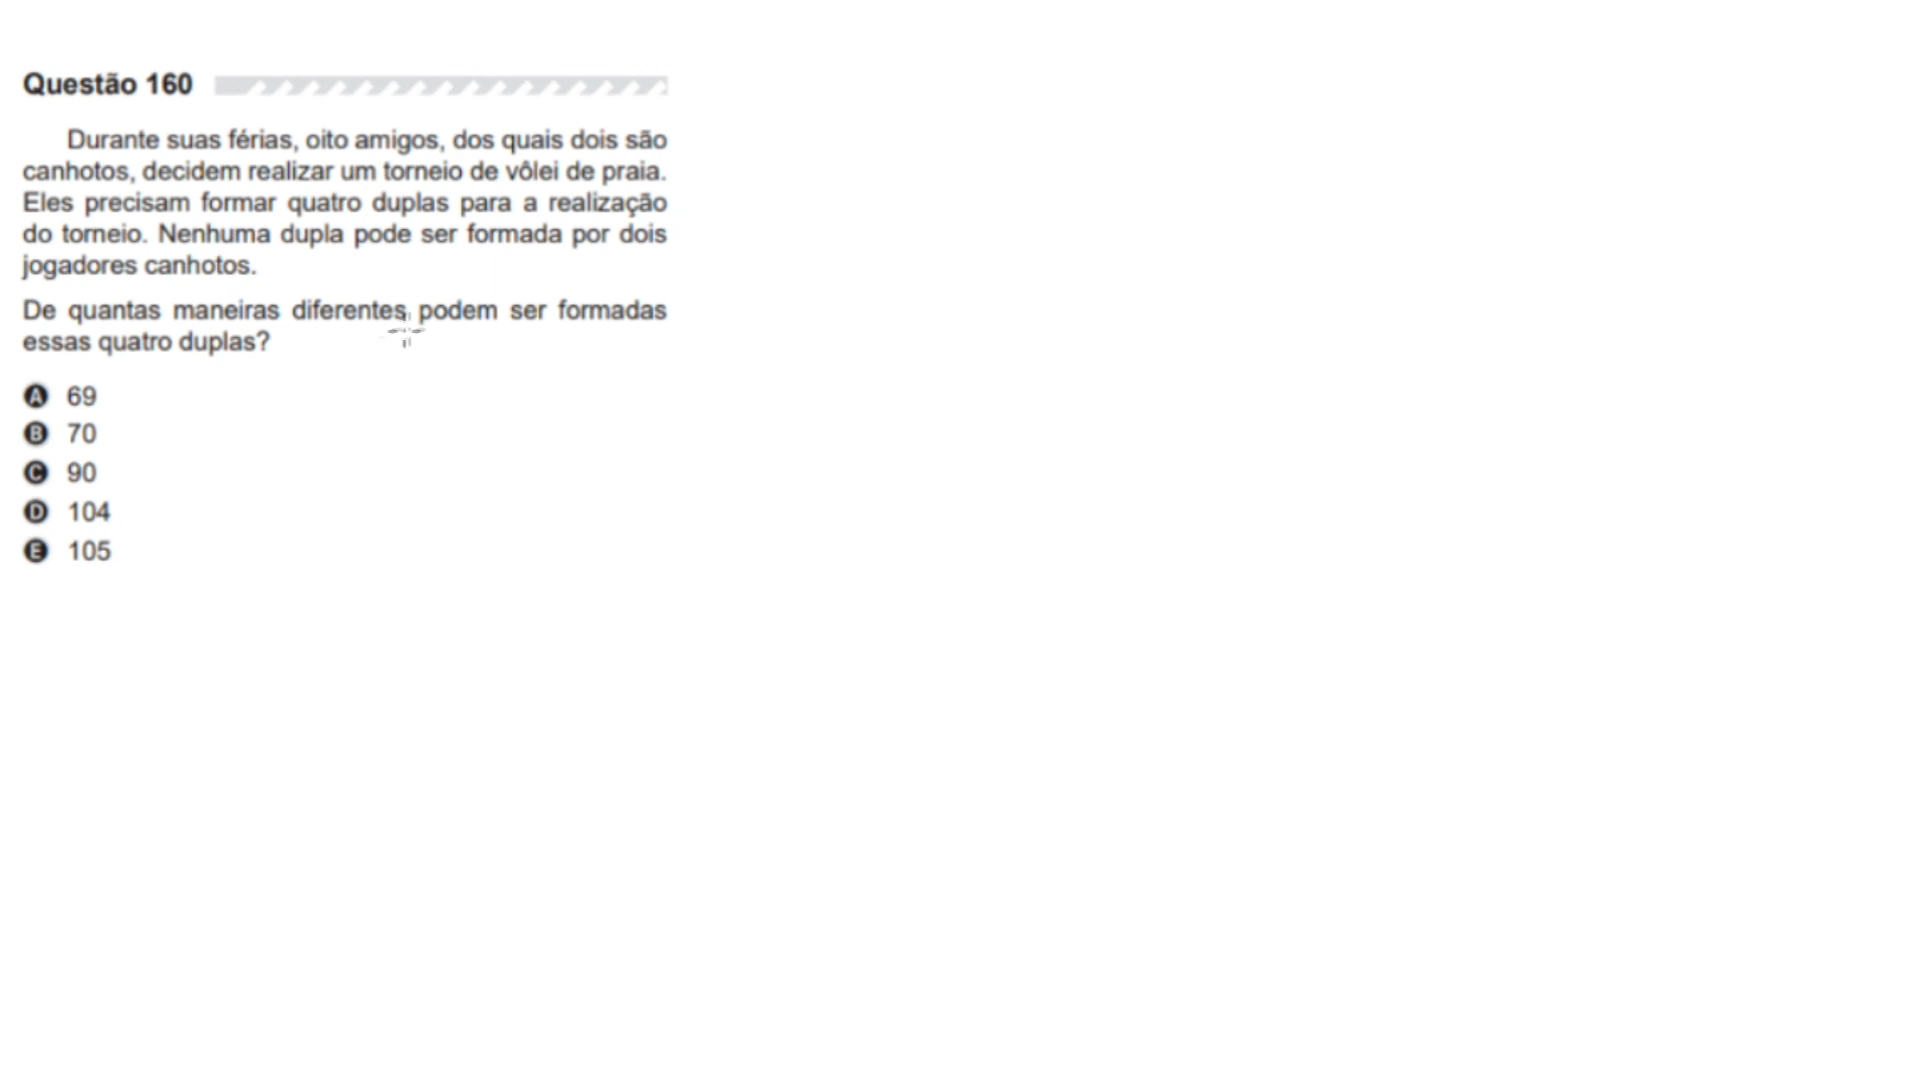 Questão 160
Durante suas férias, oito amigos, dos quais dois são
canhotos, decidem realizar um torneio de vôlei de praia.
Eles precisam formar quatro duplas para a realização
do torneio. Nenhuma dupla pode ser formada por dois
jogadores canhotos.
De quantas maneiras diferentes podem ser formadas
essas quatro duplas?
A 69
B 70
C 90
D 104
E 105